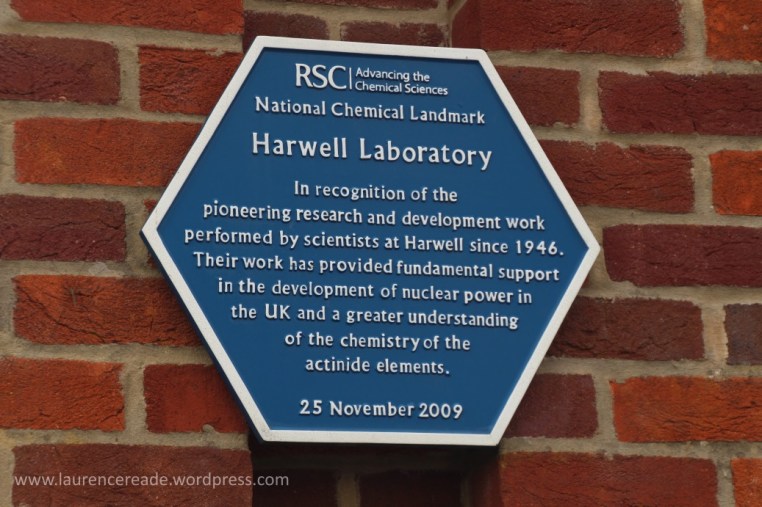 RSC | Advancing the
Chemical Sciences
National Chemical Landmark
Harwell Laboratory
In recognition of the
pioneering research and development work
performed by scientists at Harwell since 1946.
Their work has provided fundamental support
in the development of nuclear power in
the UK and a greater understanding
of the chemistry of the
actinide elements.
25 November 2009
www.laurencereade.wordpress.com